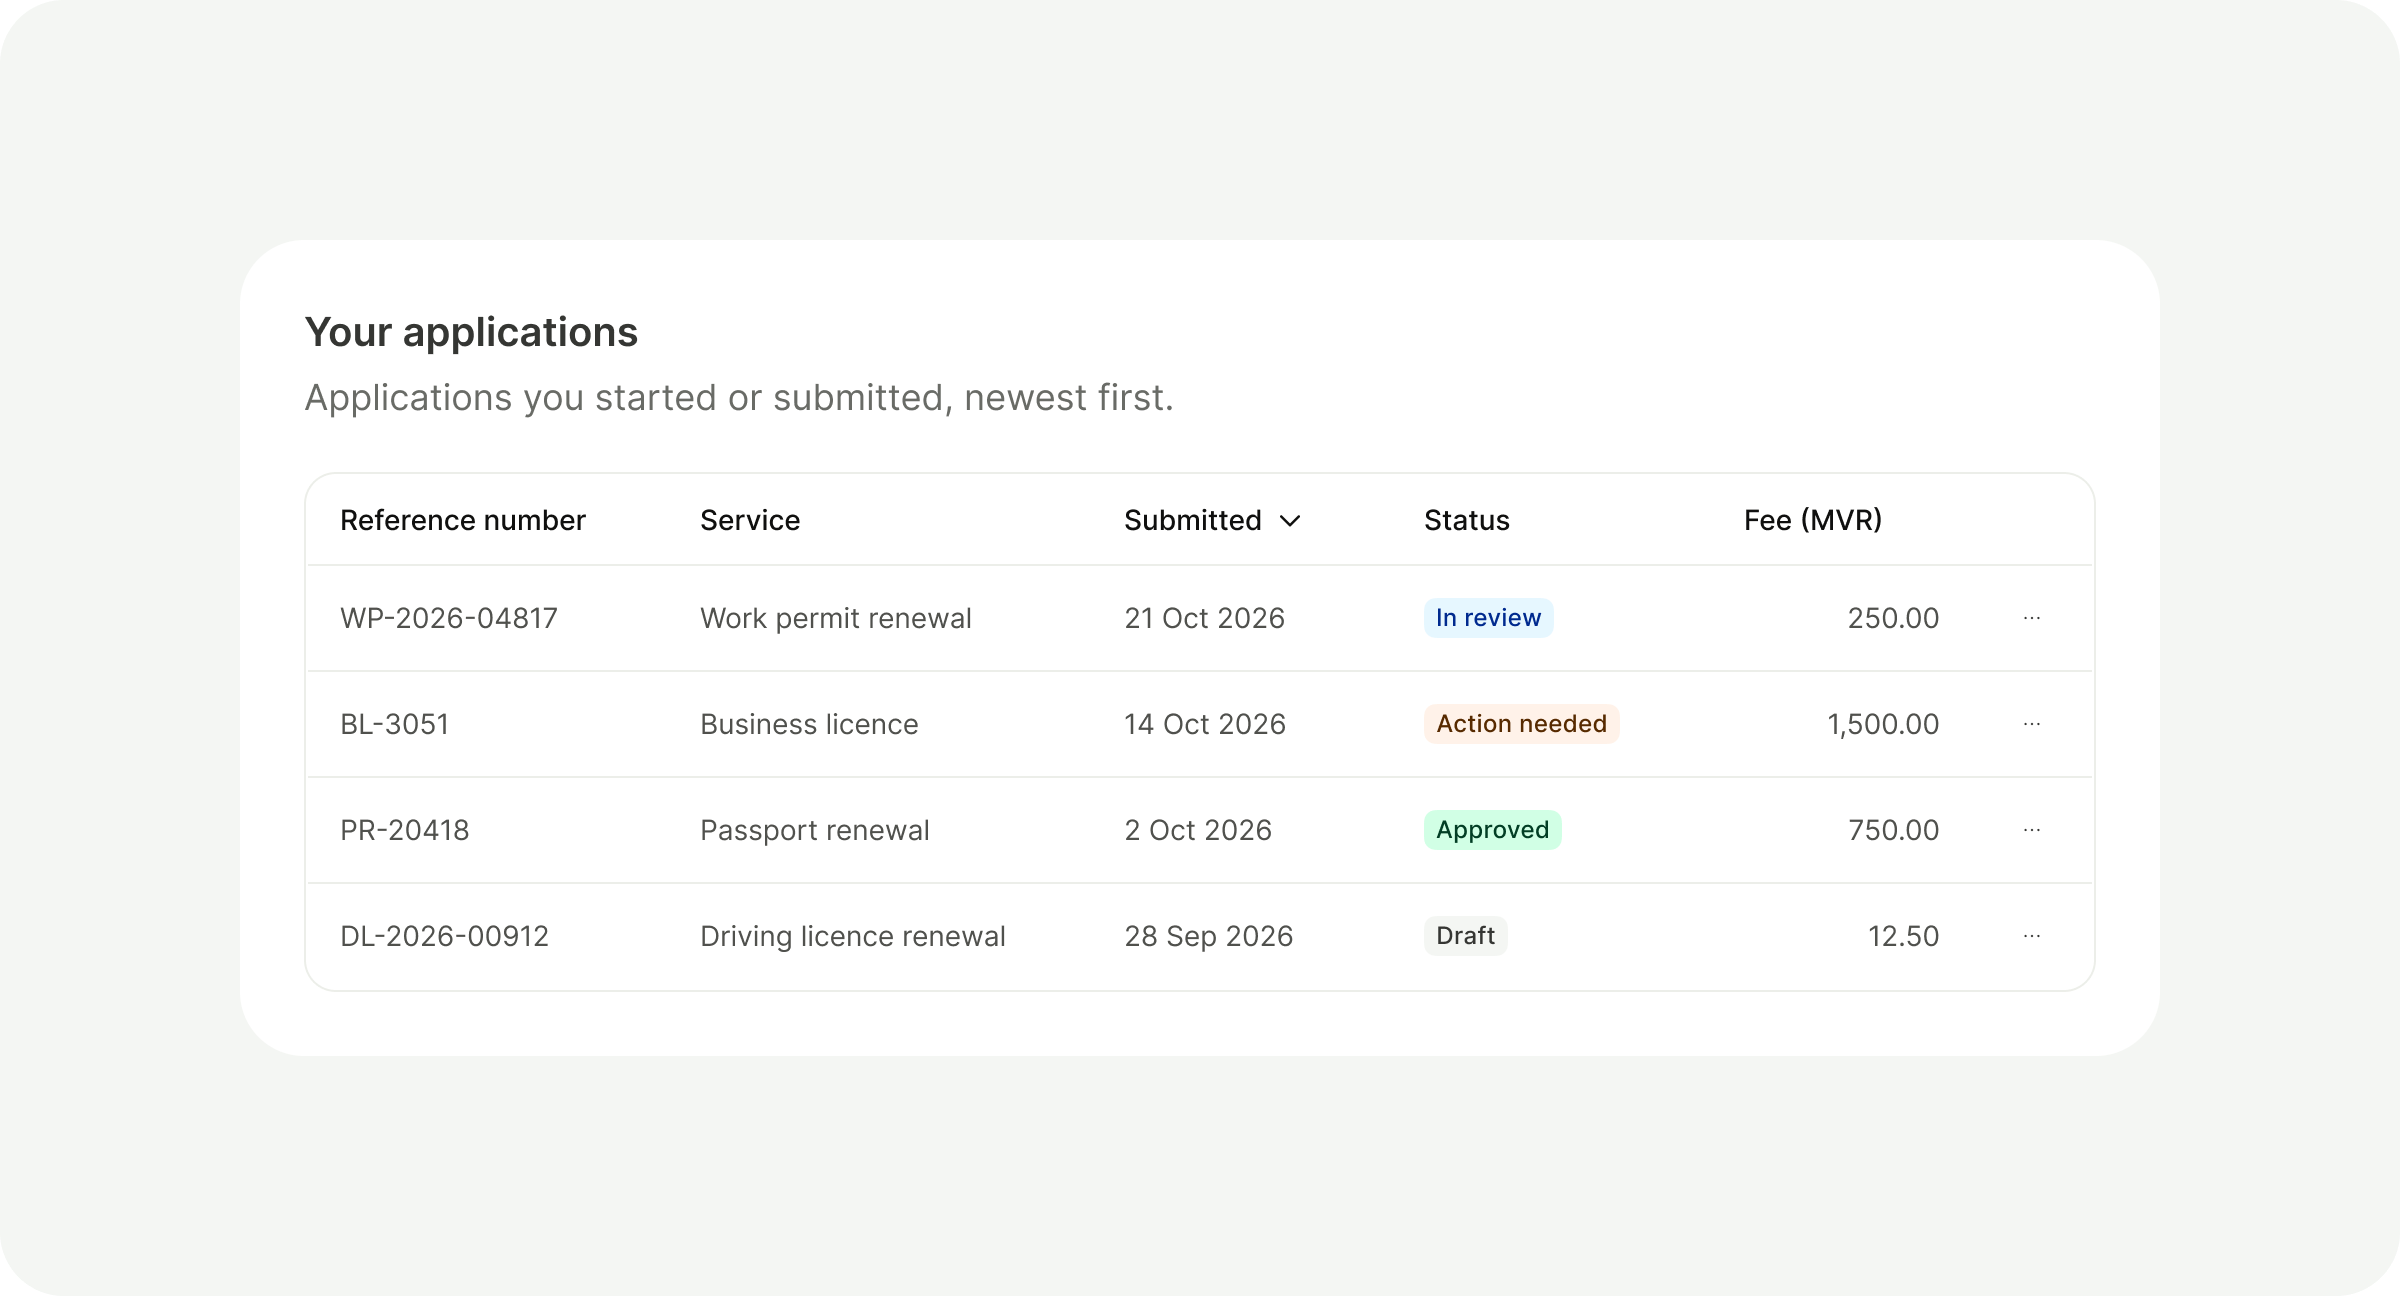 Your applications
Applications you started or submitted, newest first.
Reference number Service Submitted Status Fee (MVR)
WP-2026-04817 Work permit renewal 21 Oct 2026 In review 250.00 ...
BL-3051 Business licence 14 Oct 2026 Action needed 1,500.00 ...
PR-20418 Passport renewal 2 Oct 2026 Approved 750.00 ...
DL-2026-00912 Driving licence renewal 28 Sep 2026 Draft 12.50 ...